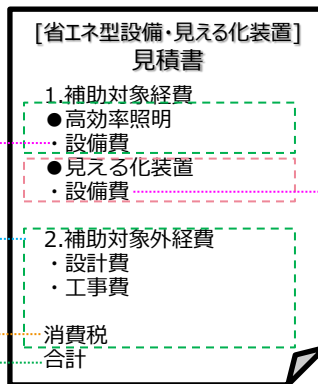 [省エネ型設備・見える化装置]
見積書
1.補助対象経費
●高効率照明
・設備費
●見える化装置
・設備費
2.補助対象外経費
・設計費
・工事費
消費税
合計